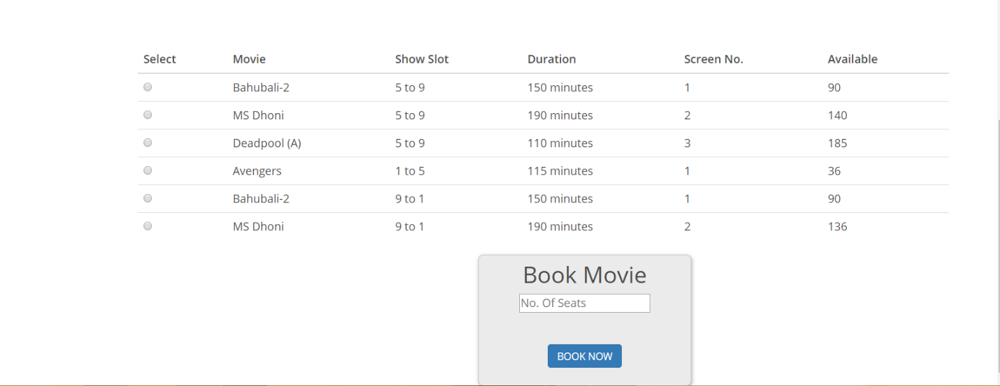 Select Movie Show Slot Duration Screen No. Available
Bahubali-2 5 to 9 150 minutes 1 90
MS Dhoni 5 to 9 190 minutes 2 140
Deadpool (A) 5 to 9 110 minutes 3 185
Avengers 1 to 5 115 minutes 1 36
Bahubali-2 9 to 1 150 minutes 1 90
MS Dhoni 9 to 1 190 minutes 2 136
Book Movie
No. Of Seats
BOOK NOW